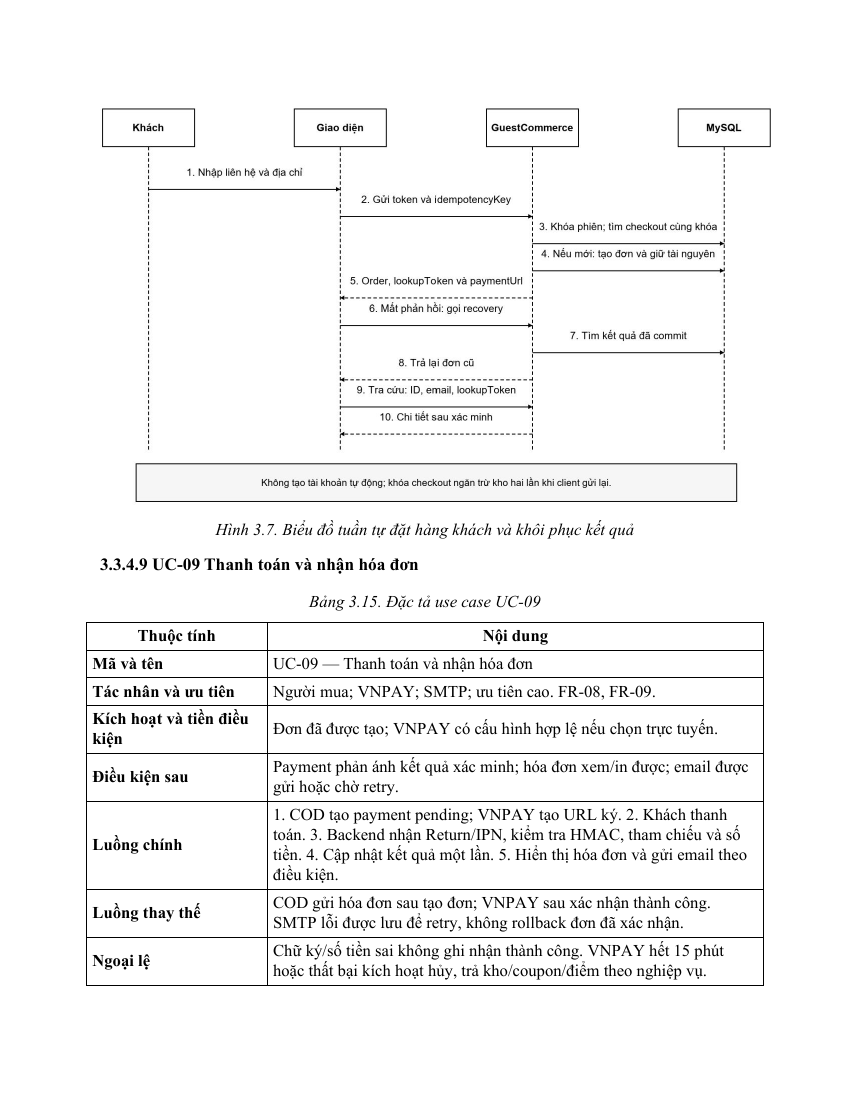 Khách
Giao diện
GuestCommerce
MySQL
1. Nhập liên hệ và địa chỉ
2. Gửi token và idempotencyKey
3. Khóa phiên; tìm checkout cùng khóa
4. Nếu mới: tạo đơn và giữ tài nguyên
5. Order, lookupToken và paymentUrl
6. Mất phản hồi: gọi recovery
7. Tìm kết quả đã commit
8. Trả lại đơn cũ
9. Tra cứu: ID, email, lookupToken
10. Chi tiết sau xác minh
Không tạo tài khoản tự động; khóa checkout ngăn trừ kho hai lần khi client gửi lại.
Hình 3.7. Biểu đồ tuần tự đặt hàng khách và khôi phục kết quả
3.3.4.9 UC-09 Thanh toán và nhận hóa đơn
Bảng 3.15. Đặc tả use case UC-09
Thuộc tính
Nội dung
Mã và tên
UC-09 — Thanh toán và nhận hóa đơn
Tác nhân và ưu tiên
Người mua; VNPAY; SMTP; ưu tiên cao. FR-08, FR-09.
Kích hoạt và tiền điều
kiện
Đơn đã được tạo; VNPAY có cấu hình hợp lệ nếu chọn trực tuyến.
Điều kiện sau
Payment phản ánh kết quả xác minh; hóa đơn xem/in được; email được
gửi hoặc chờ retry.
Luồng chính
1. COD tạo payment pending; VNPAY tạo URL ký. 2. Khách thanh
toán. 3. Backend nhận Return/IPN, kiểm tra HMAC, tham chiếu và số
tiền. 4. Cập nhật kết quả một lần. 5. Hiển thị hóa đơn và gửi email theo
điều kiện.
Luồng thay thế
COD gửi hóa đơn sau tạo đơn; VNPAY sau xác nhận thành công.
SMTP lỗi được lưu để retry, không rollback đơn đã xác nhận.
Ngoại lệ
Chữ ký/số tiền sai không ghi nhận thành công. VNPAY hết 15 phút
hoặc thất bại kích hoạt hủy, trả kho/coupon/điểm theo nghiệp vụ.